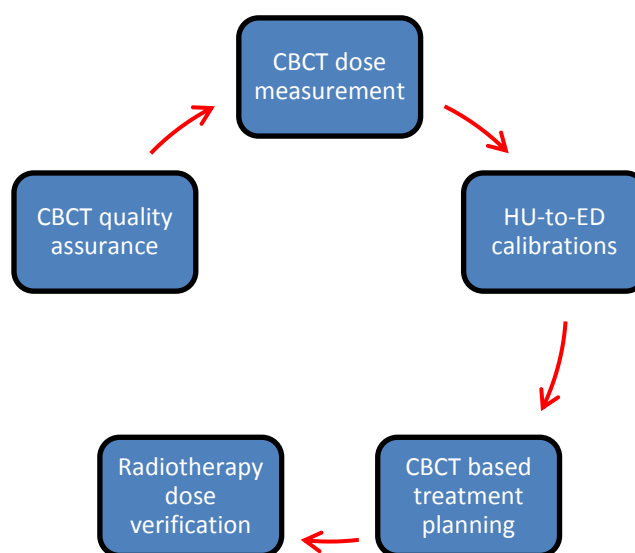 CBCT dose
measurement
CBCT quality
assurance
HU-to-ED
calibrations
Radiotherapy
dose
verification
CBCT based
treatment
planning